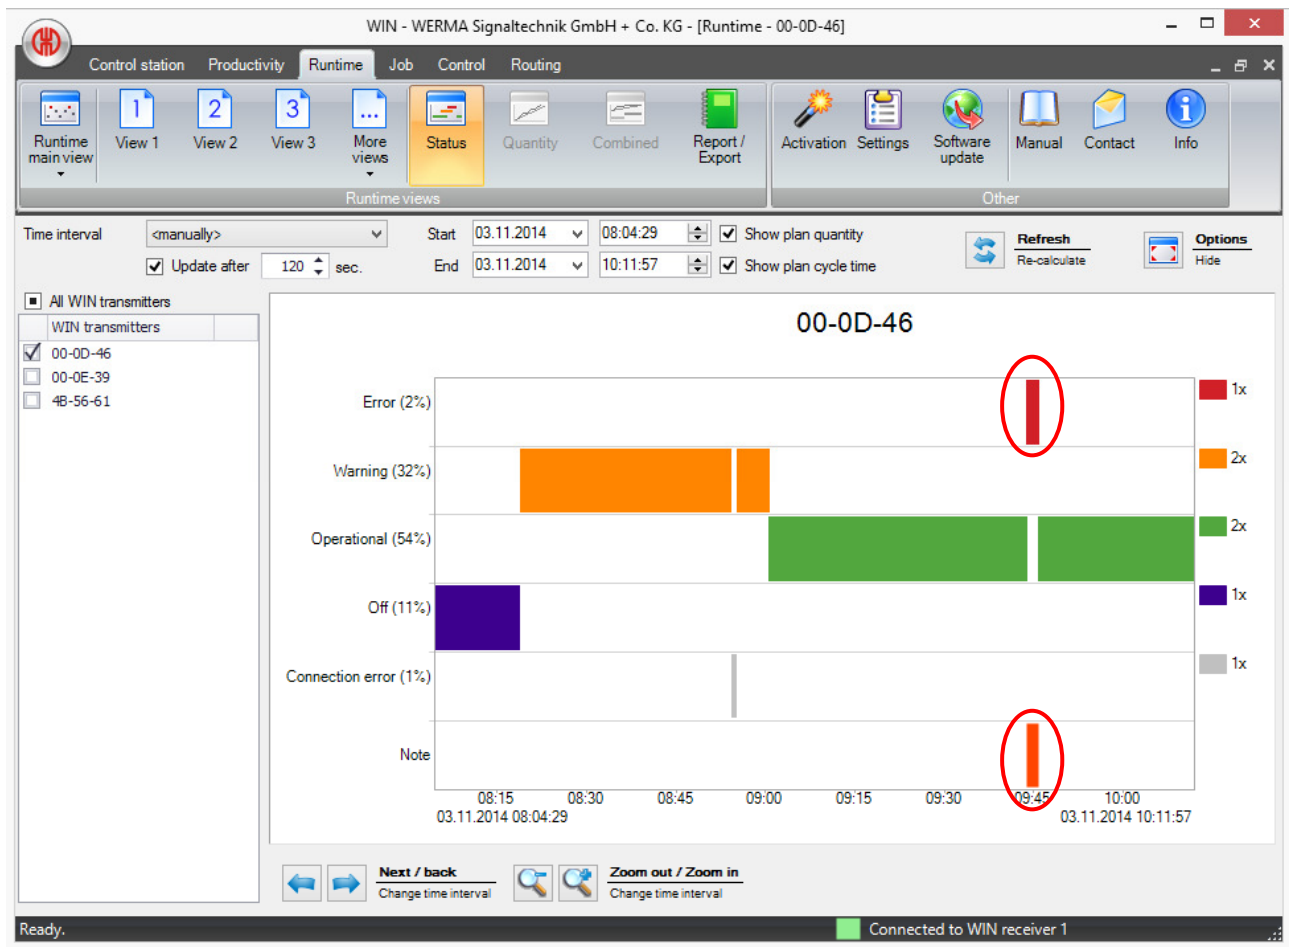 WIN - WERMA Signaltechnik GmbH + Co. KG - [Runtime - 00-0D-46]
Control station Productivity Runtime Job Control Routing
1 2 3 ...
Runtime main view
View 1
View 2
View 3
More views
Status
Quantity
Combined
Report / Export
Activation
Settings
Software update
Manual
Contact
Info
Runtime views
Other
Time interval <manually> Start 03.11.2014 08:04:29 Show plan quantity
Update after 120 sec. End 03.11.2014 10:11:57 Show plan cycle time
Refresh
Re-calculate
Options
Hide
All WIN transmitters
WIN transmitters
00-0D-46
00-0E-39
4B-56-61
00-0D-46
Error (2%) 1x
Warning (32%) 2x
Operational (54%) 2x
Off (11%) 1x
Connection error (1%) 1x
Note
08:15 08:30 08:45 09:00 09:15 09:30 09:45 10:00
03.11.2014 08:04:29 03.11.2014 10:11:57
Next / back
Change time interval
Zoom out / Zoom in
Change time interval
Ready. Connected to WIN receiver 1